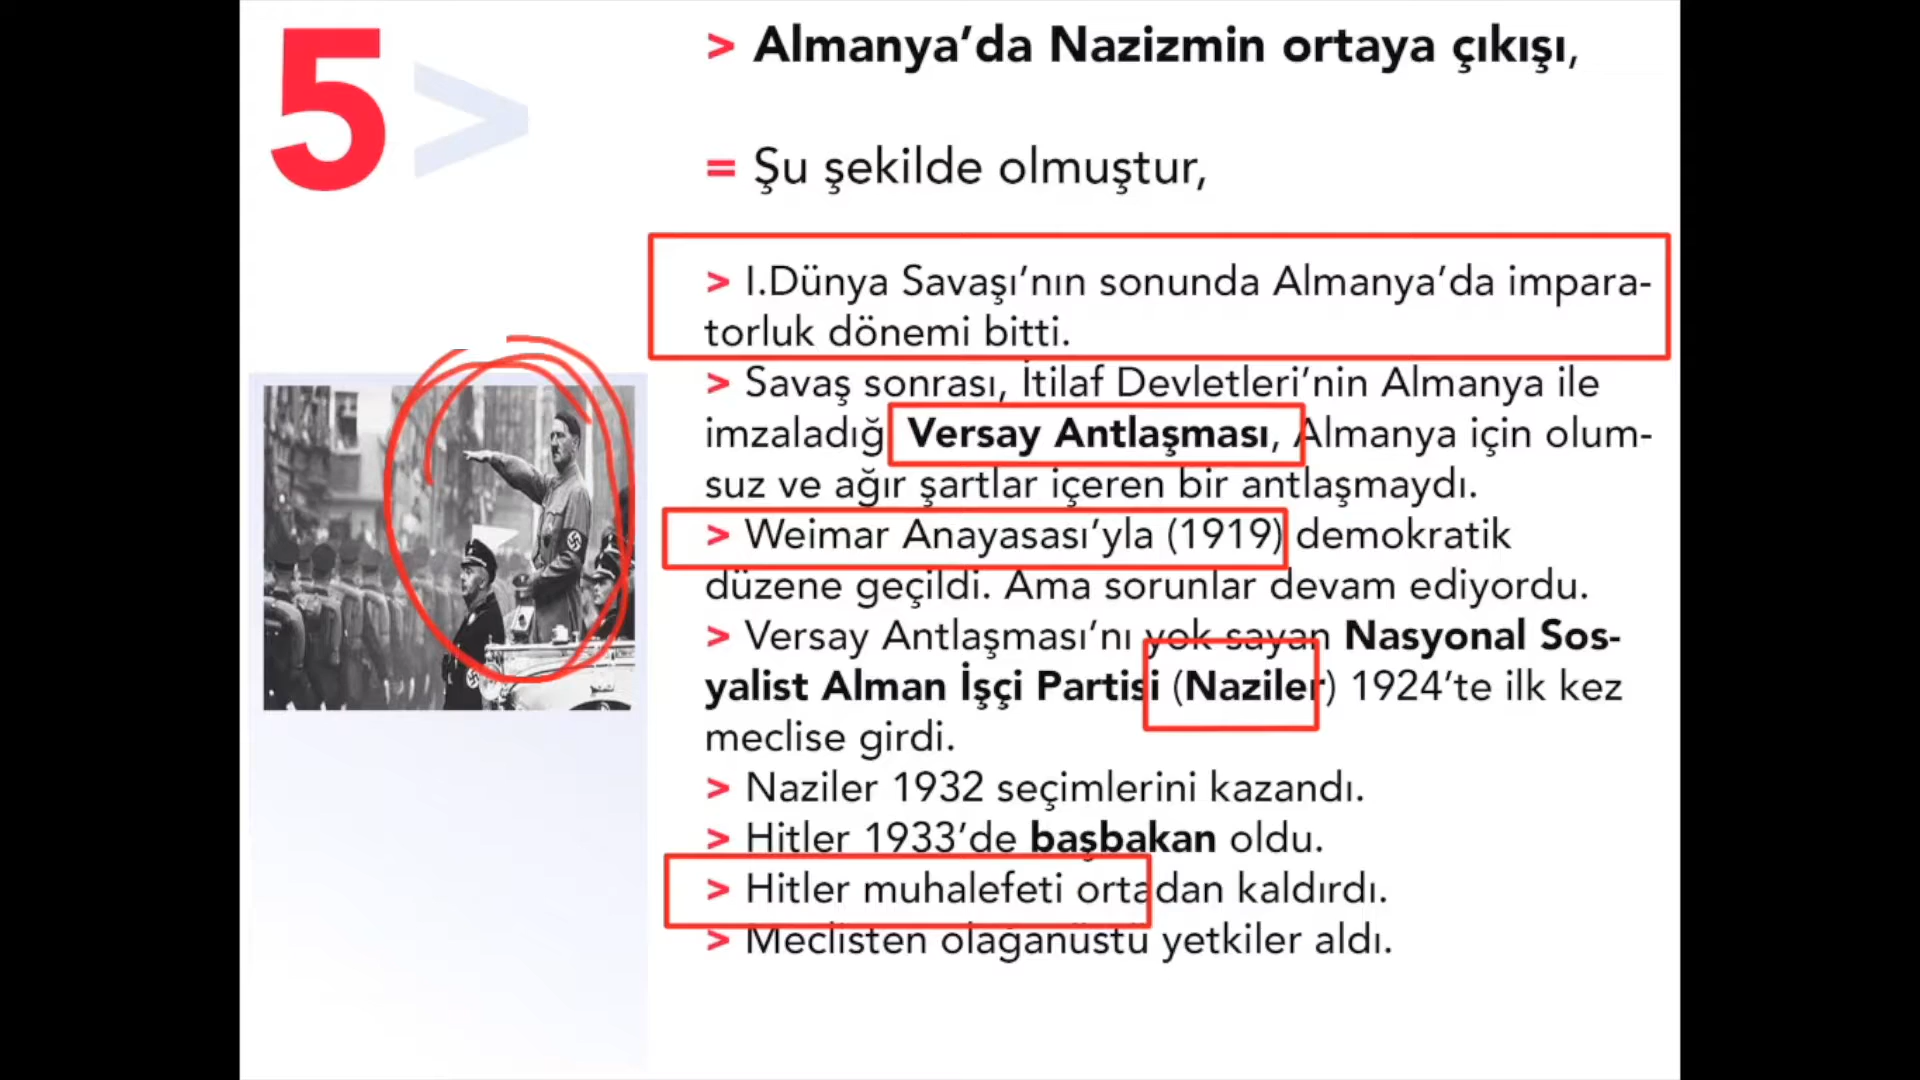 5>
> Almanya’da Nazizmin ortaya çıkışı,
= Şu şekilde olmuştur,
> I.Dünya Savaşı’nın sonunda Almanya’da impara-
torluk dönemi bitti.
> Savaş sonrası, İtilaf Devletleri’nin Almanya ile
imzaladığ Versay Antlaşması, Almanya için olum-
suz ve ağır şartlar içeren bir antlaşmaydı.
> Weimar Anayasası’yla (1919) demokratik
düzene geçildi. Ama sorunlar devam ediyordu.
> Versay Antlaşması’nı yok sayan Nasyonal Sos-
yalist Alman İşçi Partisi (Naziler) 1924’te ilk kez
meclise girdi.
> Naziler 1932 seçimlerini kazandı.
> Hitler 1933’de başbakan oldu.
> Hitler muhalefeti ortadan kaldırdı.
> Meclisten olağanüstü yetkiler aldı.